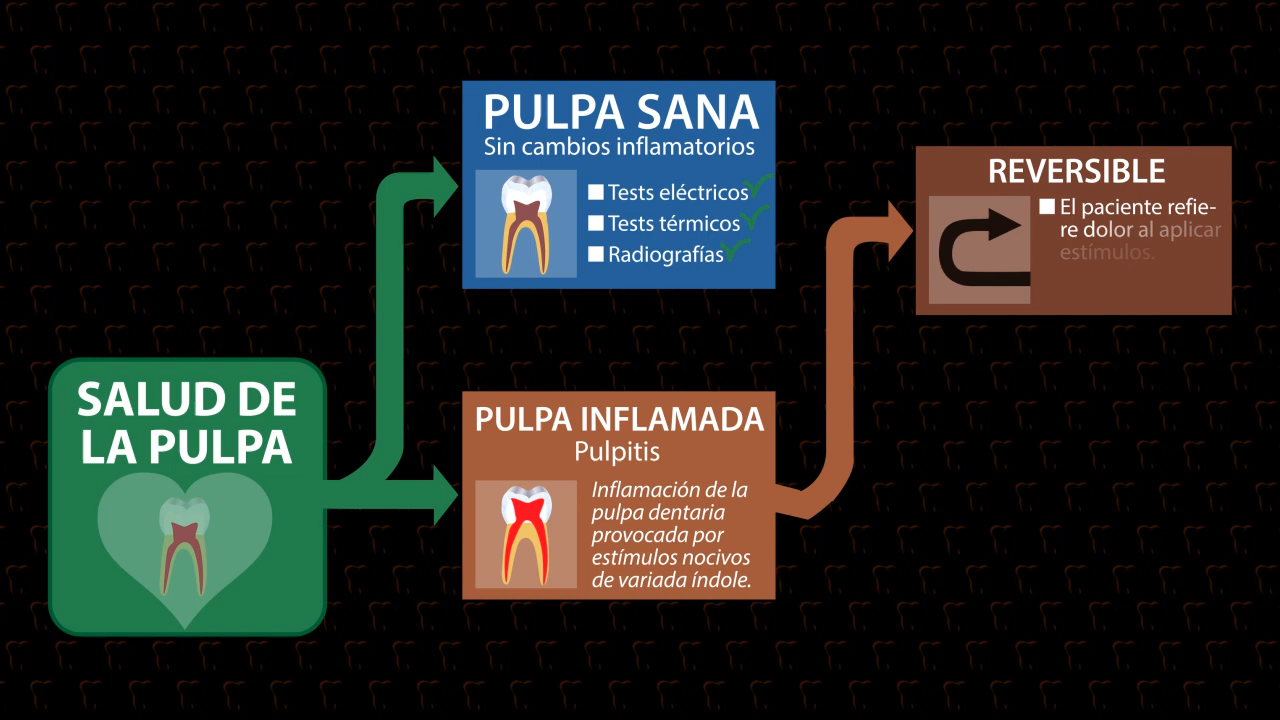 SALUD DE
LA PULPA
PULPA SANA
Sin cambios inflamatorios
Tests eléctricos
Tests térmicos
Radiografías
PULPA INFLAMADA
Pulpitis
Inflamación de la
pulpa dentaria
provocada por
estímulos nocivos
de variada índole.
REVERSIBLE
El paciente refie-
re dolor al aplicar
estímulos.